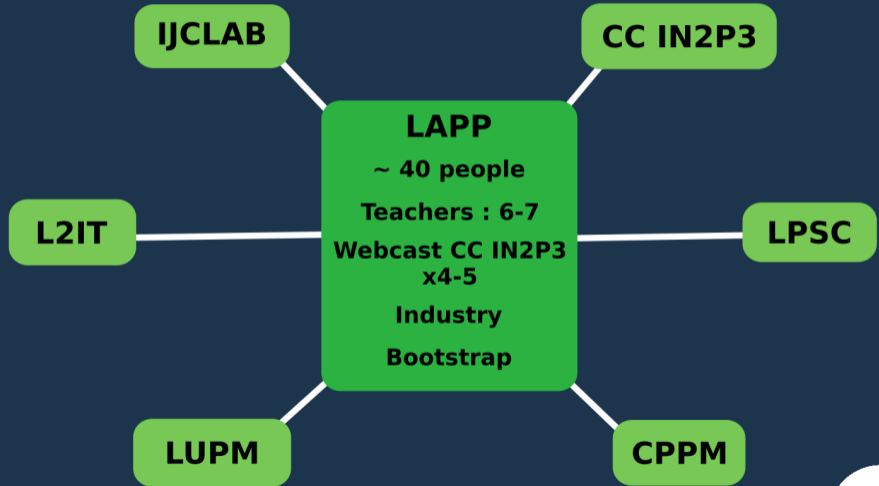 IJCLAB
CC IN2P3
LAPP
~ 40 people
Teachers : 6-7
Webcast CC IN2P3
x4-5
Industry
Bootstrap
L2IT
LPSC
LUPM
CPPM